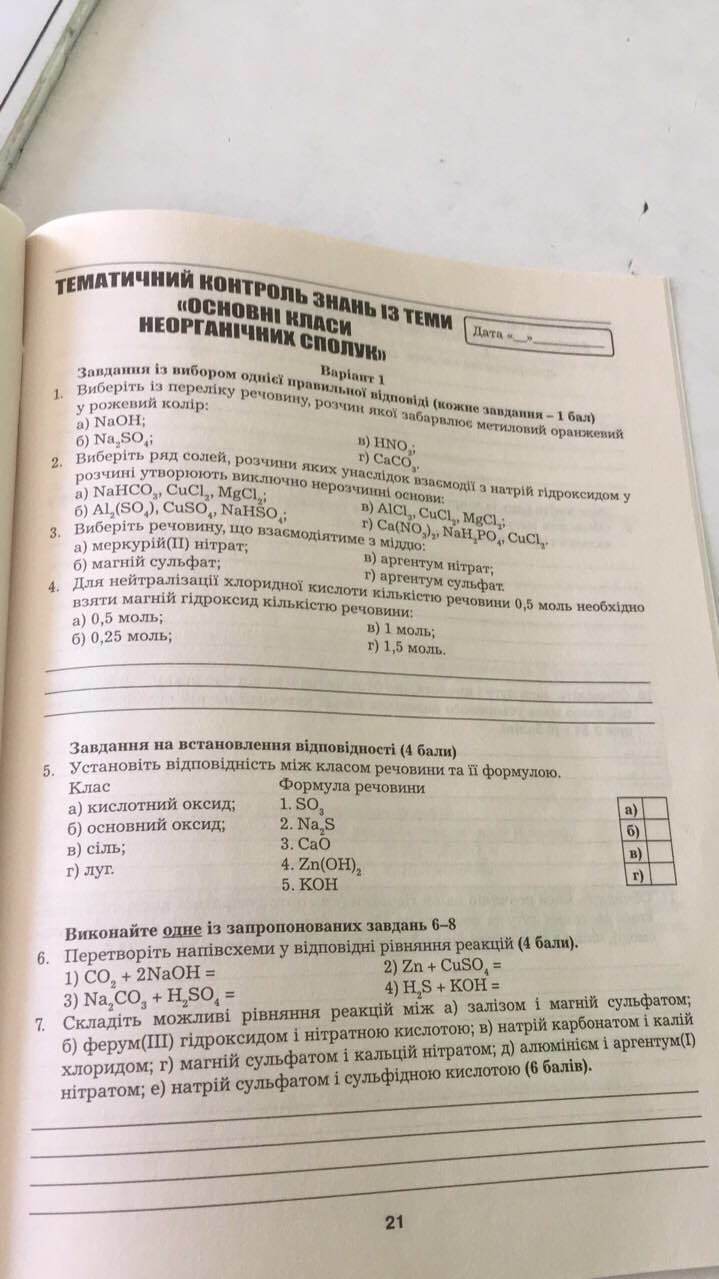 ТЕМАТИЧНИЙ КОНТРОЛЬ ЗНАНЬ ІЗ ТЕМИ
«ОСНОВНІ КЛАСИ
НЕОРГАНІЧНИХ СПОЛУК»
Дата «__»__________
Варіант 1
Завдання із вибором однієї правильної відповіді (кожне завдання – 1 бал)
1. Виберіть із переліку речовину, розчин якої забарвлює метиловий оранжевий
у рожевий колір:
а) NaOH;
б) Na₂SO₄;
в) HNO₃;
г) CaCO₃.
2. Виберіть ряд солей, розчини яких унаслідок взаємодії з натрій гідроксидом у
розчині утворюють виключно нерозчинні основи:
а) NaHCO₃, CuCl₂, MgCl₂;
б) Al₂(SO₄), CuSO₄, NaHSO₄;
в) AlCl₃, CuCl₂, MgCl₂;
г) Ca(NO₃)₂, NaH₂PO₄, CuCl₂.
3. Виберіть речовину, що взаємодіятиме з міддю:
а) меркурій(ІІ) нітрат;
б) магній сульфат;
в) аргентум нітрат;
г) аргентум сульфат.
4. Для нейтралізації хлоридної кислоти кількістю речовини 0,5 моль необхідно
взяти магній гідроксид кількістю речовини:
а) 0,5 моль;
б) 0,25 моль;
в) 1 моль;
г) 1,5 моль.
Завдання на встановлення відповідності (4 бали)
5. Установіть відповідність між класом речовини та її формулою.
Клас
Формула речовини
а) кислотний оксид;
1. SO₃
б) основний оксид;
2. Na₂S
в) сіль;
3. CaO
г) луг.
4. Zn(OH)₂
5. KOH
а)
б)
в)
г)
Виконайте одне із запропонованих завдань 6–8
6. Перетворіть напівсхеми у відповідні рівняння реакцій (4 бали).
1) CO₂ + 2NaOH =
2) Zn + CuSO₄ =
3) Na₂CO₃ + H₂SO₄ =
4) H₂S + KOH =
7. Складіть можливі рівняння реакцій між а) залізом і магній сульфатом;
б) ферум(ІІІ) гідроксидом і нітратною кислотою; в) натрій карбонатом і калій
хлоридом; г) магній сульфатом і кальцій нітратом; д) алюмінієм і аргентум(І)
нітратом; е) натрій сульфатом і сульфідною кислотою (6 балів).
21